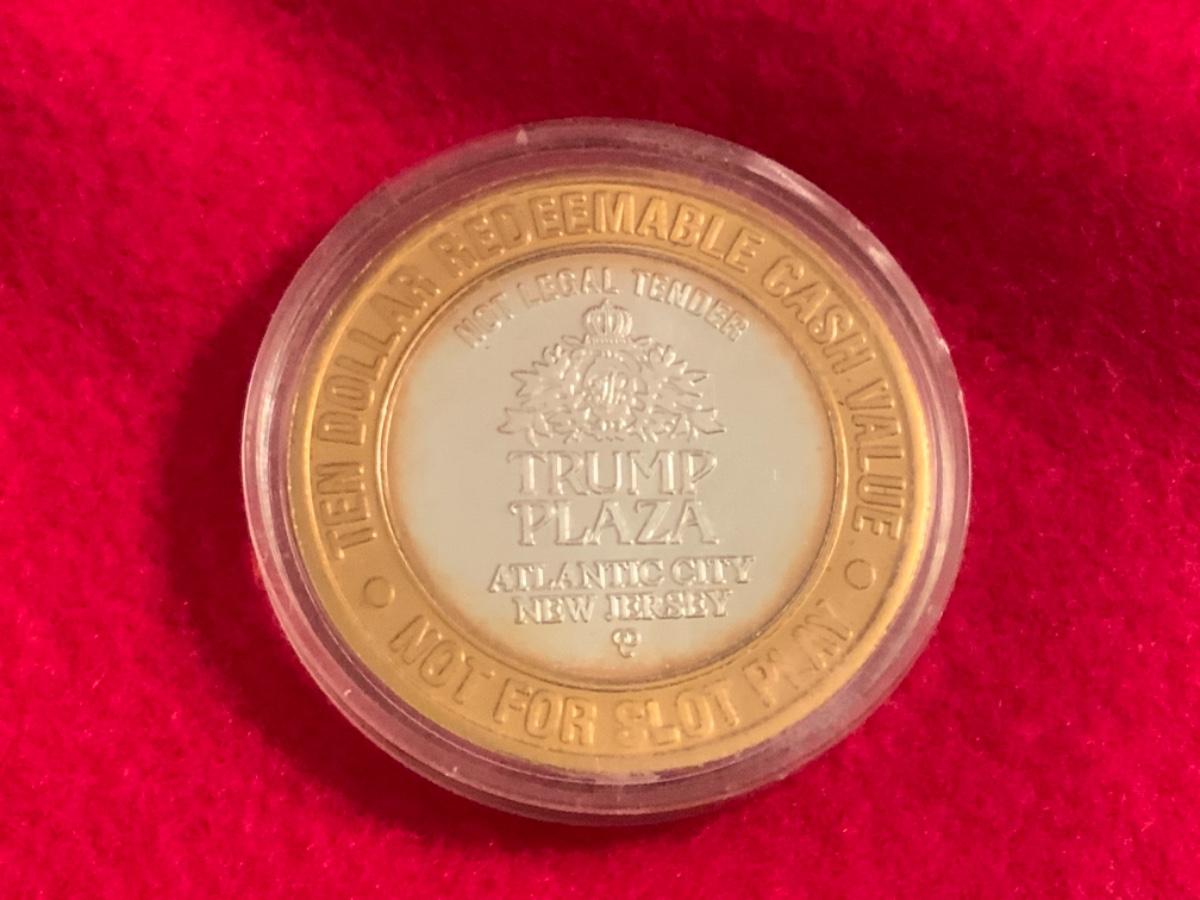 TEN DOLLAR REDEEMABLE CASH VALUE
NOT LEGAL TENDER
TRUMP
PLAZA
ATLANTIC CITY
NEW JERSEY
NOT FOR SLOT PLAY